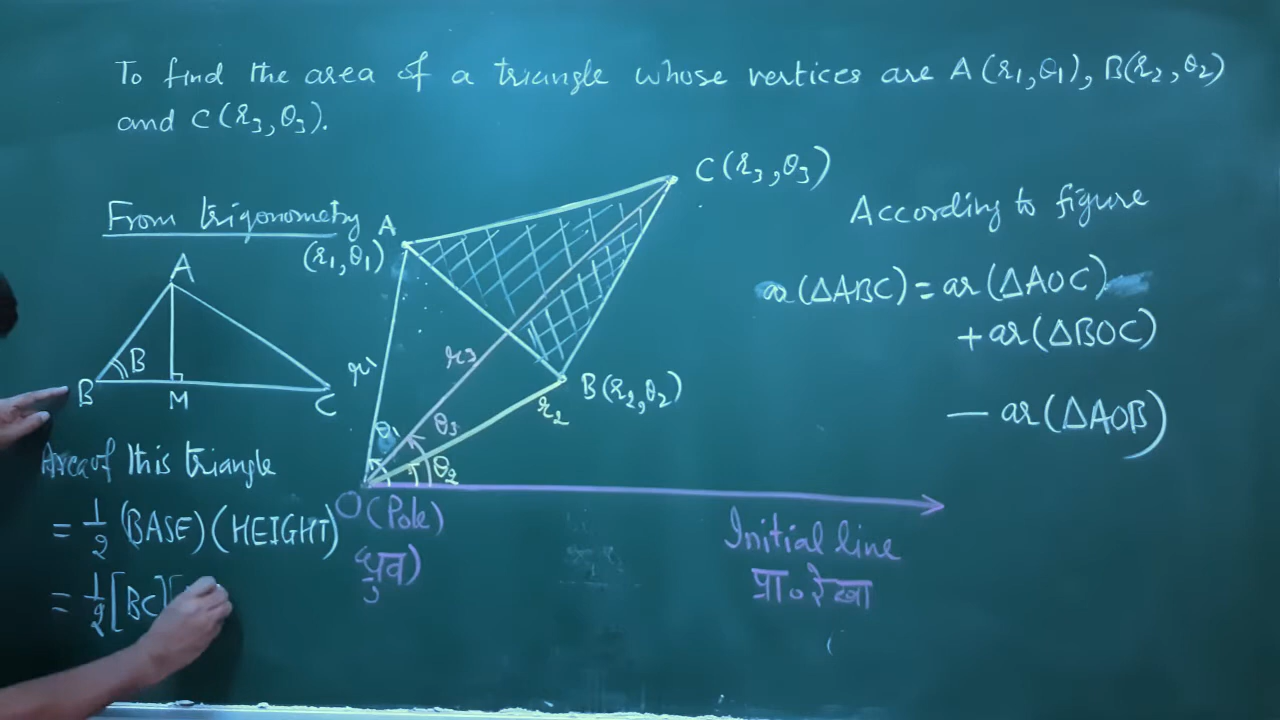 To find the area of a triangle whose vertices are A(r1,θ1), B(r2,θ2)
and C(r3,θ3).
From trigonometry
A
B
B
M
C
Area of this triangle
= 1/2 (BASE)(HEIGHT)
= 1/2 [BC][
A
(r1,θ1)
C(r3,θ3)
B(r2,θ2)
r1
r3
r2
θ1
θ3
θ2
O(Pole)
ध्रुव)
Initial line
प्रा०रेखा
According to figure
ar(ΔABC) = ar(ΔAOC)
+ ar(ΔBOC)
— ar(ΔAOB)